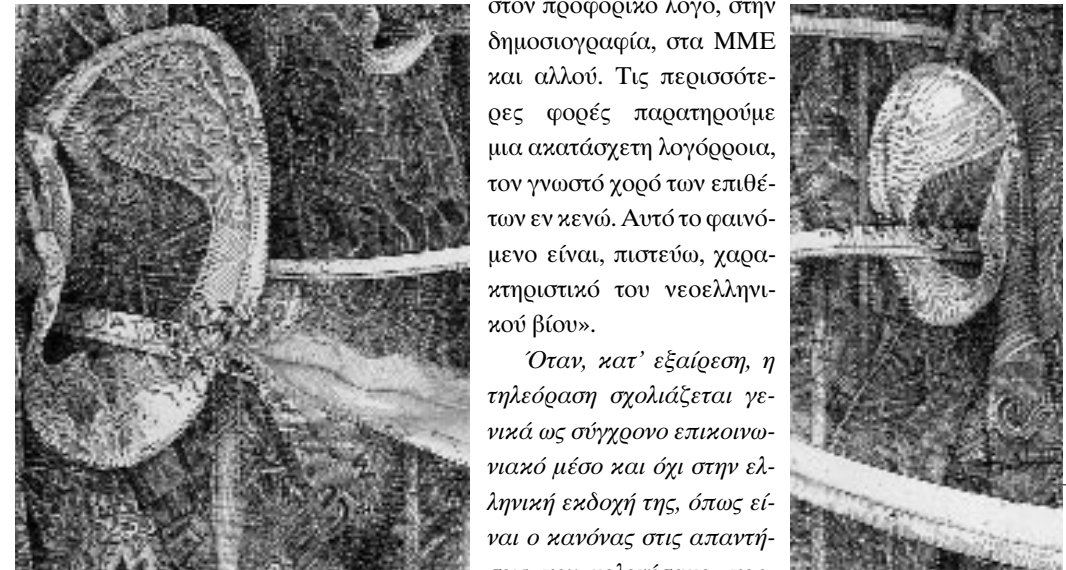 στον προφορικό λόγο, στην
δημοσιογραφία, στα ΜΜΕ
και αλλού. Τις περισσότε-
ρες φορές παρατηρούμε
μια ακατάσχετη λογόρροια,
τον γνωστό χορό των επιθέ-
των εν κενώ. Αυτό το φαινό-
μενο είναι, πιστεύω, χαρα-
κτηριστικό του νεοελληνι-
κού βίου».
Όταν, κατ’ εξαίρεση, η
τηλεόραση σχολιάζεται γε-
νικά ως σύγχρονο επικοινω-
νιακό μέσο και όχι στην ελ-
ληνική εκδοχή της, όπως εί-
ναι ο κανόνας στις απαντή-